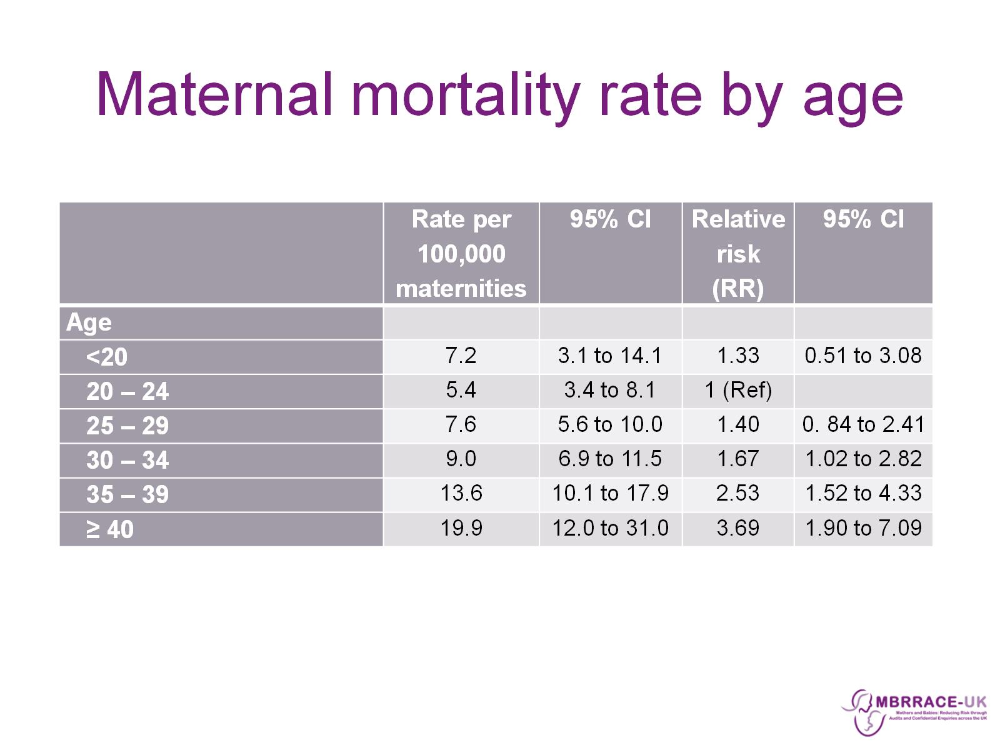 Maternal mortality rate by age
Rate per 100,000 maternities 95% CI Relative risk (RR) 95% CI
Age
<20 7.2 3.1 to 14.1 1.33 0.51 to 3.08
20 – 24 5.4 3.4 to 8.1 1 (Ref)
25 – 29 7.6 5.6 to 10.0 1.40 0. 84 to 2.41
30 – 34 9.0 6.9 to 11.5 1.67 1.02 to 2.82
35 – 39 13.6 10.1 to 17.9 2.53 1.52 to 4.33
≥ 40 19.9 12.0 to 31.0 3.69 1.90 to 7.09
MBRRACE-UK
Mothers and Babies: Reducing Risk through
Audits and Confidential Enquiries across the UK